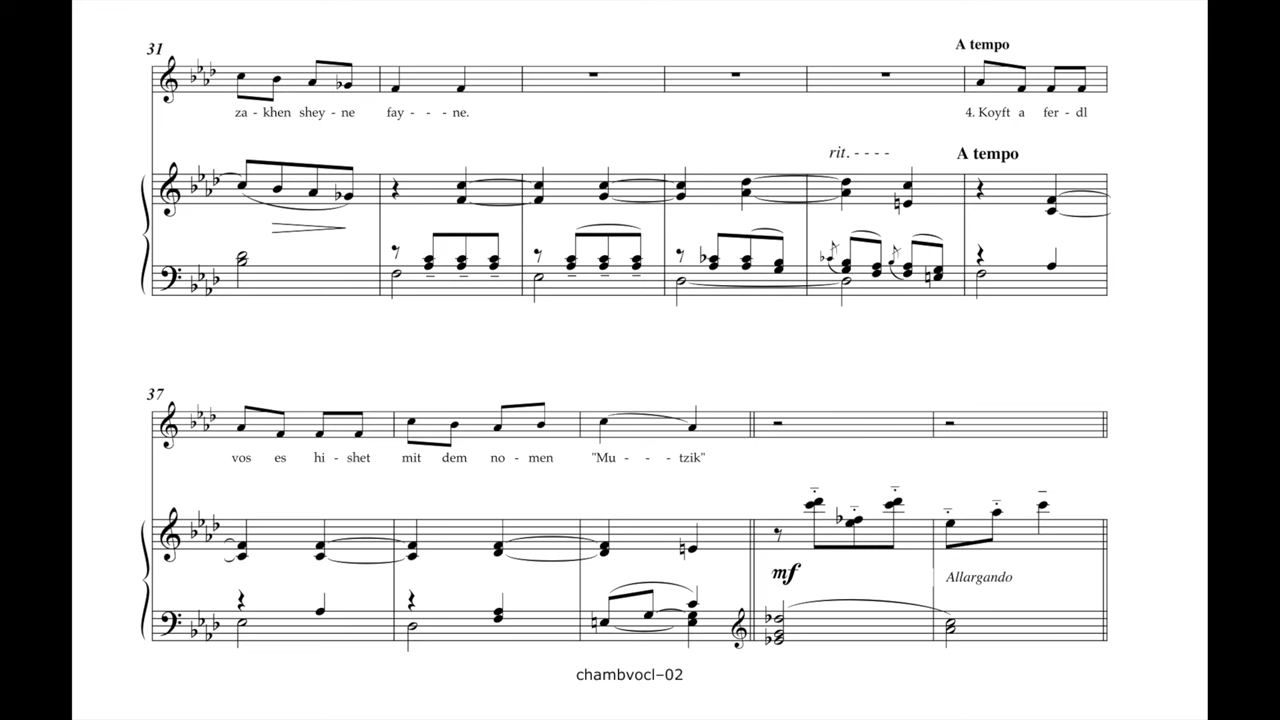 31
A tempo
za - khen shey - ne fay - - - ne. 4. Koyft a fer - dl
rit. - - - -
A tempo
37
vos es hi - shet mit dem no - men "Mu - - - tzik"
mf
Allargando
chambvocl-02